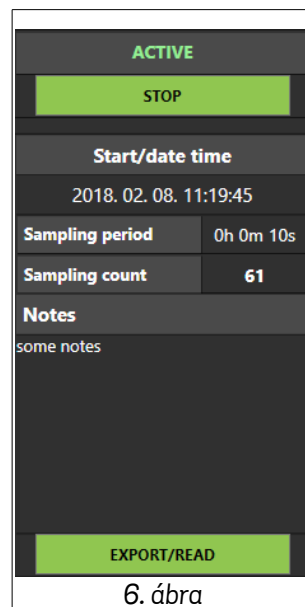 ACTIVE
STOP
Start/date time
2018. 02. 08. 11:19:45
Sampling period 0h 0m 10s
Sampling count 61
Notes
some notes
EXPORT/READ
6. ábra